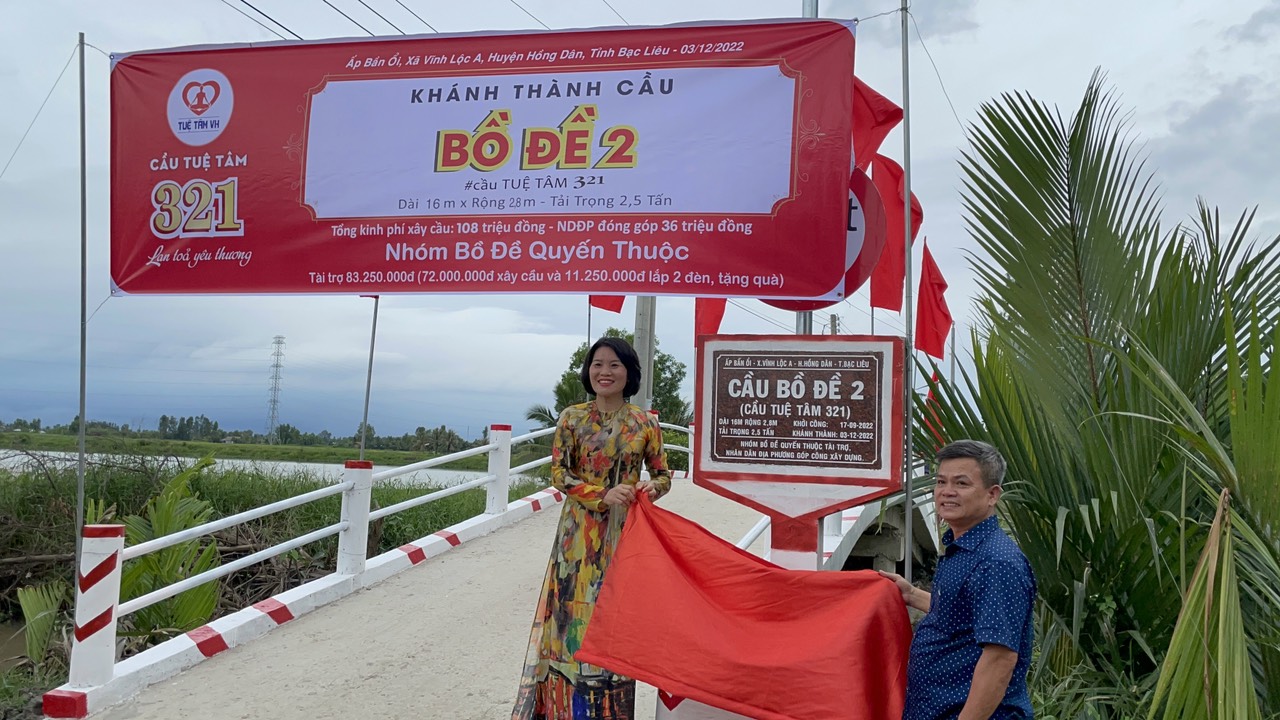 Ấp Bần Ổi, Xã Vĩnh Lộc A, Huyện Hồng Dân, Tỉnh Bạc Liêu - 03/12/2022
TUỆ TÂM VH
CẦU TUỆ TÂM
321
Lan toả yêu thương
KHÁNH THÀNH CẦU
BỒ ĐỀ 2
#cầu TUỆ TÂM 321
Dài 16 m x Rộng 2,8 m - Tải Trọng 2,5 Tấn
Tổng kinh phí xây cầu: 108 triệu đồng - NDĐP đóng góp 36 triệu đồng
Nhóm Bồ Đề Quyến Thuộc
Tài trợ 83.250.000đ (72.000.000đ xây cầu và 11.250.000đ lắp 2 đèn, tặng quà)
t
ẤP BẦN ỔI - X.VĨNH LỘC A - H.HỒNG DÂN - T.BẠC LIÊU
CẦU BỒ ĐỀ 2
(CẦU TUỆ TÂM 321)
DÀI 16M RỘNG 2,8M KHỞI CÔNG: 17-09-2022
TẢI TRỌNG 2,5 TẤN KHÁNH THÀNH: 03-12-2022
NHÓM BỒ ĐỀ QUYẾN THUỘC TÀI TRỢ,
NHÂN DÂN ĐỊA PHƯƠNG GÓP CÔNG XÂY DỰNG.